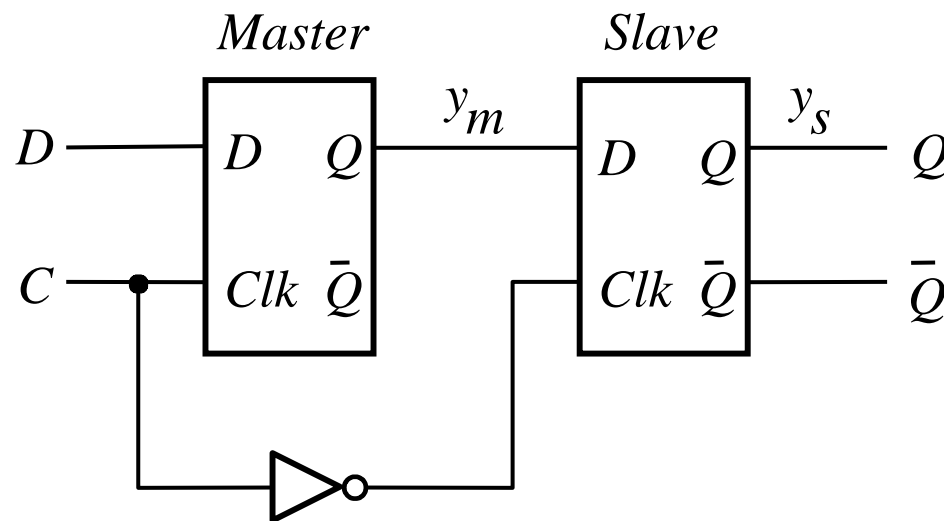 Master Slave
y_m y_s
D D Q D Q Q
C Clk Q̄ Clk Q̄ Q̄